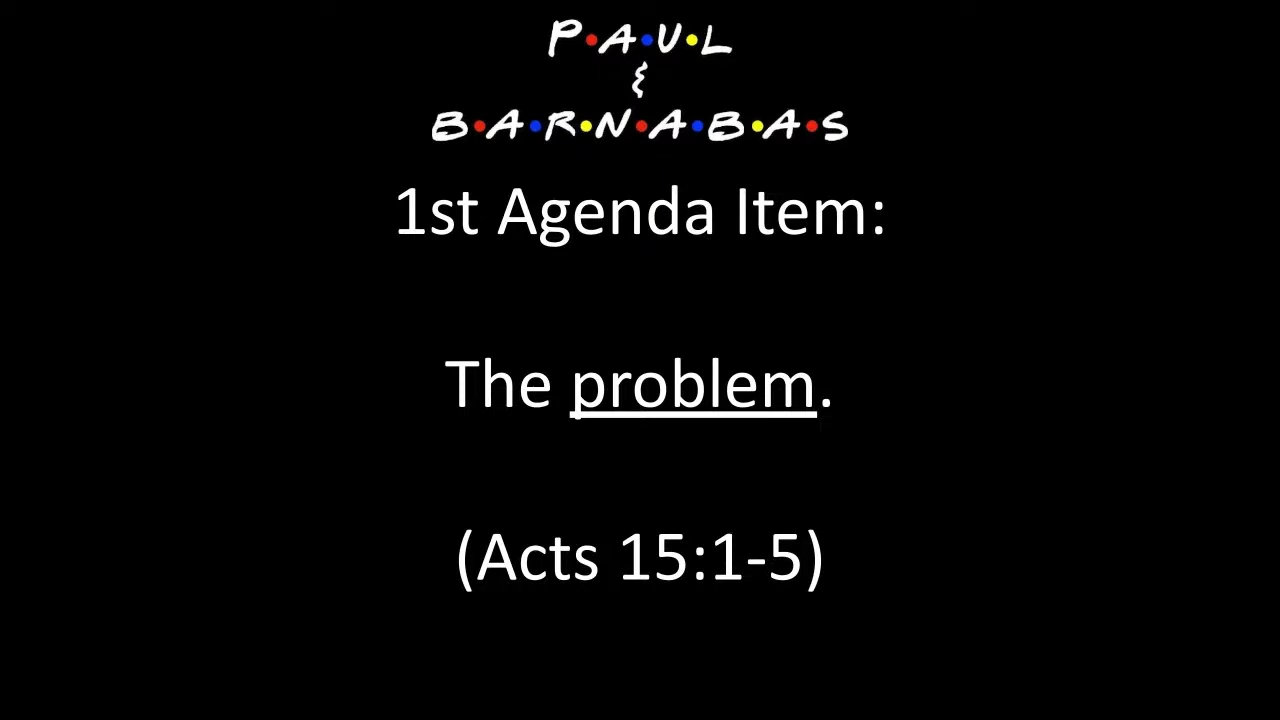 P•A•U•L
&
B•A•R•N•A•B•A•S
1st Agenda Item:
The problem.
(Acts 15:1-5)